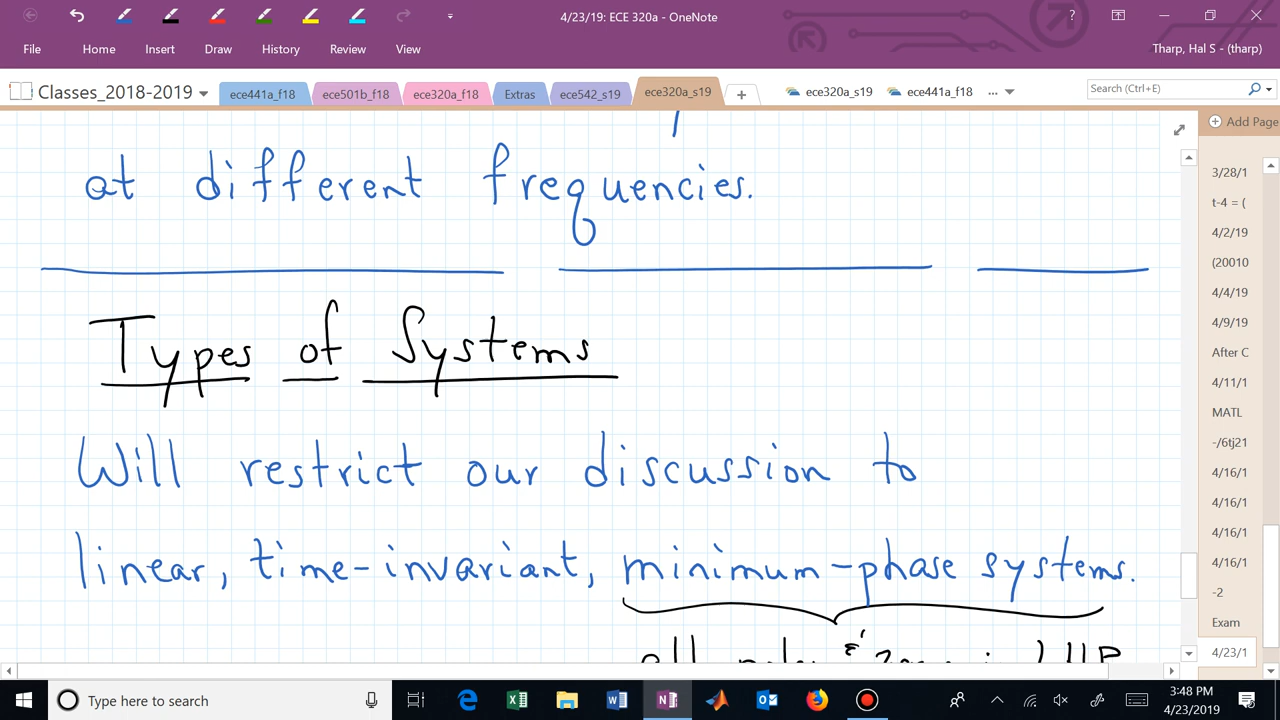 4/23/19: ECE 320a - OneNote
?
File Home Insert Draw History Review View
Tharp, Hal S - (tharp)
Classes_2018-2019
ece441a_f18 ece501b_f18 ece320a_f18 Extras ece542_s19 ece320a_s19
ece320a_s19 ece441a_f18 ...
Search (Ctrl+E)
Add Page
3/28/1
t-4 = (
4/2/19
(20010
4/4/19
4/9/19
After C
4/11/1
MATL
-/6tj21
4/16/1
4/16/1
4/16/1
4/16/1
-2
Exam
4/23/1
at different frequencies.
Types of Systems
Will restrict our discussion to
linear, time-invariant, minimum-phase systems.
all in LHP
Type here to search
3:48 PM
4/23/2019